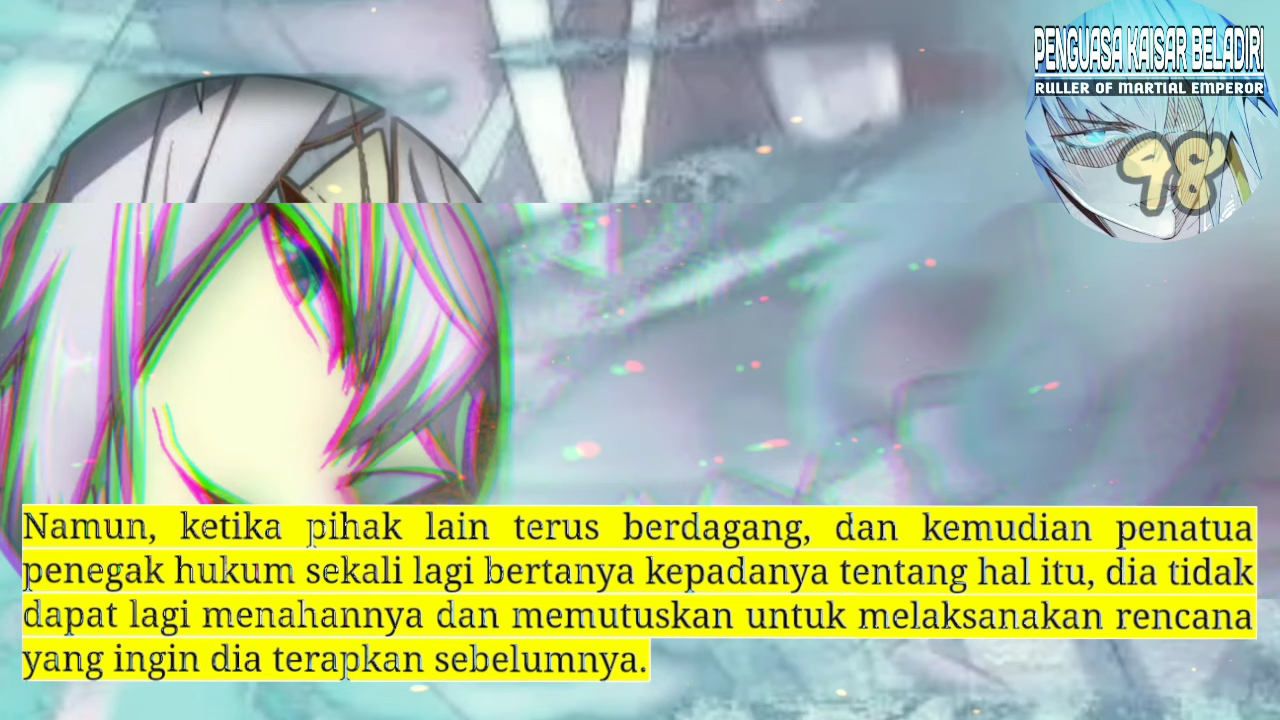 PENGUASA KAISAR BELADIRI
RULLER OF MARTIAL EMPEROR
98
Namun, ketika pihak lain terus berdagang, dan kemudian penatua
penegak hukum sekali lagi bertanya kepadanya tentang hal itu, dia tidak
dapat lagi menahannya dan memutuskan untuk melaksanakan rencana
yang ingin dia terapkan sebelumnya.